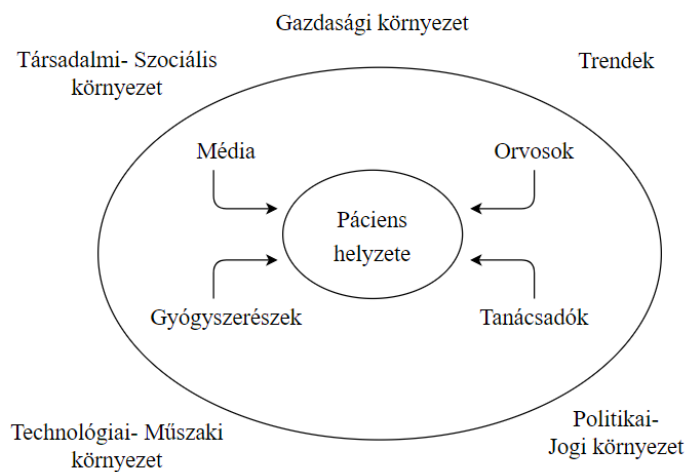 Gazdasági környezet
Társadalmi- Szociális
környezet
Trendek
Média
Orvosok
Páciens
helyzete
Gyógyszerészek
Tanácsadók
Technológiai- Műszaki
környezet
Politikai-
Jogi környezet